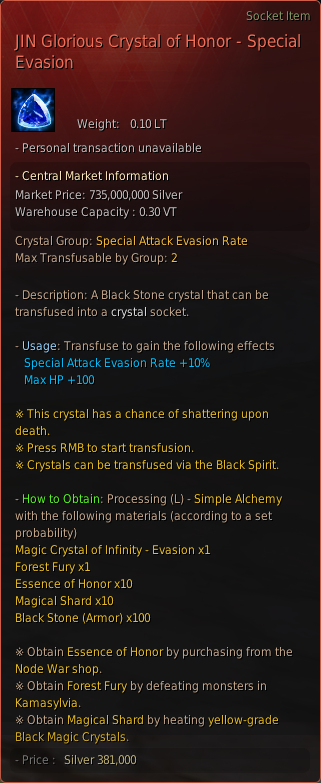 Socket Item
JIN Glorious Crystal of Honor - Special
Evasion
Weight: 0.10 LT
- Personal transaction unavailable
- Central Market Information
Market Price: 735,000,000 Silver
Warehouse Capacity : 0.30 VT
Crystal Group: Special Attack Evasion Rate
Max Transfusable by Group: 2
- Description: A Black Stone crystal that can be
transfused into a crystal socket.
- Usage: Transfuse to gain the following effects
Special Attack Evasion Rate +10%
Max HP +100
※ This crystal has a chance of shattering upon
death.
※ Press RMB to start transfusion.
※ Crystals can be transfused via the Black Spirit.
- How to Obtain: Processing (L) - Simple Alchemy
with the following materials (according to a set
probability)
Magic Crystal of Infinity - Evasion x1
Forest Fury x1
Essence of Honor x10
Magical Shard x10
Black Stone (Armor) x100
※ Obtain Essence of Honor by purchasing from the
Node War shop.
※ Obtain Forest Fury by defeating monsters in
Kamasylvia.
※ Obtain Magical Shard by heating yellow-grade
Black Magic Crystals.
- Price : Silver 381,000